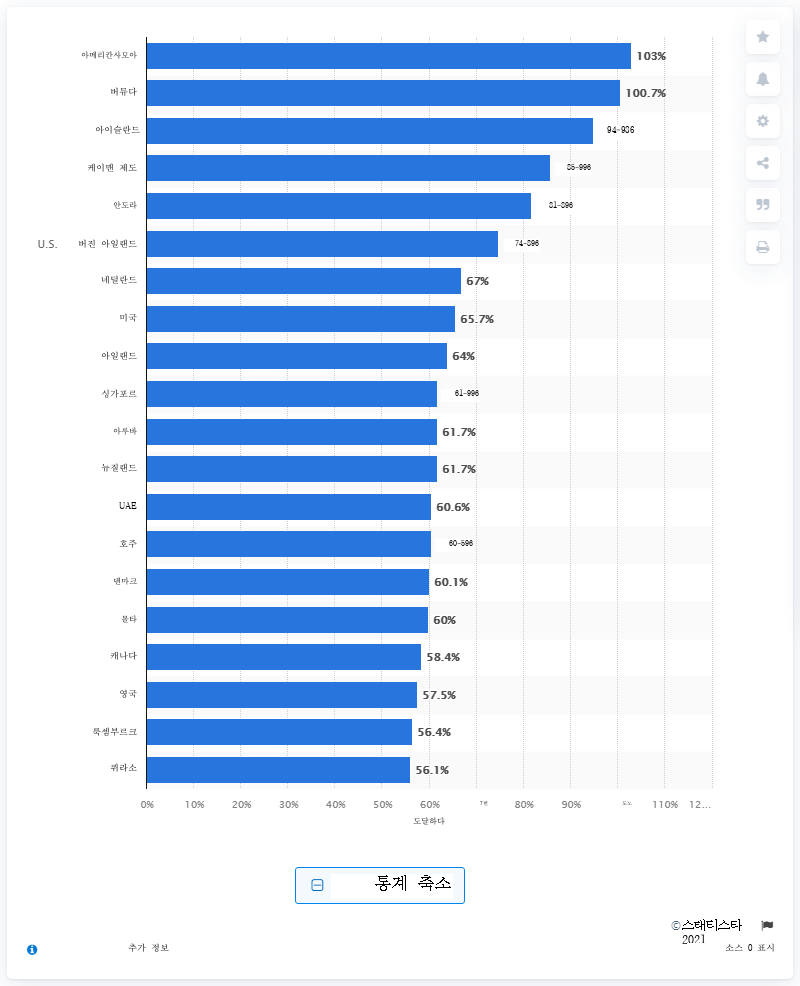 아메리칸사모아 103%
버뮤다 100.7%
아이슬란드 94-986
케이맨 제도 85-996
안도라 81-896
U.S. 버진 아일랜드 74-896
네덜란드 67%
미국 65.7%
아일랜드 64%
싱가포르 61-996
아루바 61.7%
뉴질랜드 61.7%
UAE 60.6%
호주 60-596
덴마크 60.1%
몰타 60%
캐나다 58.4%
영국 57.5%
룩셈부르크 56.4%
퀴라소 56.1%
0% 10% 20% 30% 40% 50% 60% 80% 90% 110% 12...
도달하다
통계 축소
©스태티스타
2021
추가 정보 소스 0 표시